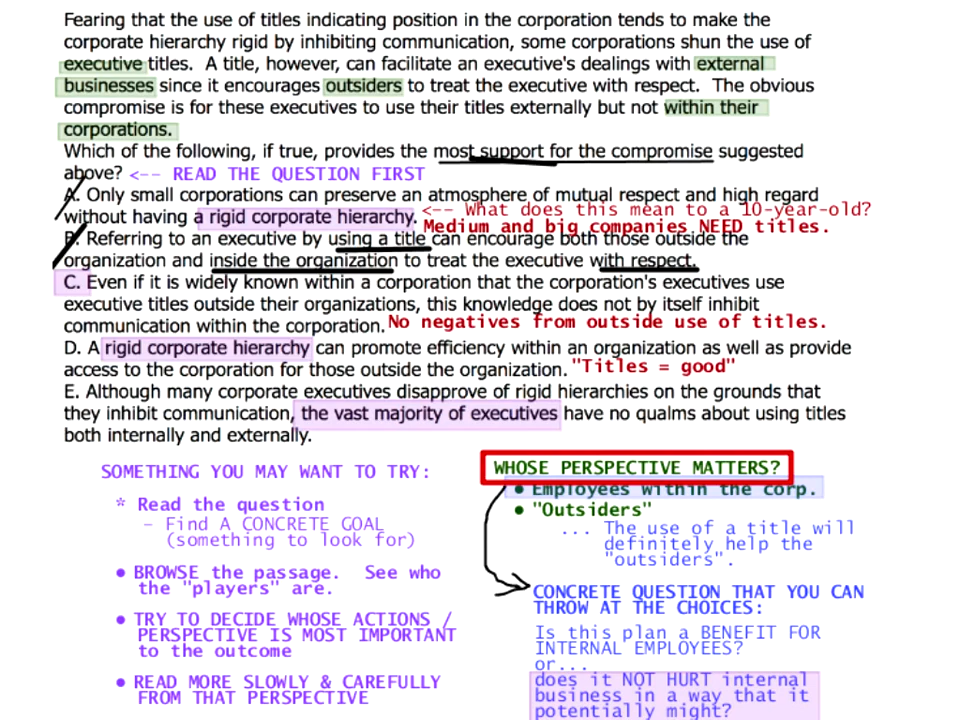 Fearing that the use of titles indicating position in the corporation tends to make the
corporate hierarchy rigid by inhibiting communication, some corporations shun the use of
executive titles. A title, however, can facilitate an executive's dealings with external
businesses since it encourages outsiders to treat the executive with respect. The obvious
compromise is for these executives to use their titles externally but not within their
corporations.
Which of the following, if true, provides the most support for the compromise suggested
above? <-- READ THE QUESTION FIRST
A. Only small corporations can preserve an atmosphere of mutual respect and high regard
without having a rigid corporate hierarchy. <-- What does this mean to a 10-year-old?
Medium and big companies NEED titles.
B. Referring to an executive by using a title can encourage both those outside the
organization and inside the organization to treat the executive with respect.
C. Even if it is widely known within a corporation that the corporation's executives use
executive titles outside their organizations, this knowledge does not by itself inhibit
communication within the corporation. No negatives from outside use of titles.
D. A rigid corporate hierarchy can promote efficiency within an organization as well as provide
access to the corporation for those outside the organization. "Titles = good"
E. Although many corporate executives disapprove of rigid hierarchies on the grounds that
they inhibit communication, the vast majority of executives have no qualms about using titles
both internally and externally.
SOMETHING YOU MAY WANT TO TRY:
* Read the question
– Find A CONCRETE GOAL
(something to look for)
• BROWSE the passage. See who
the "players" are.
• TRY TO DECIDE WHOSE ACTIONS /
PERSPECTIVE IS MOST IMPORTANT
to the outcome
• READ MORE SLOWLY & CAREFULLY
FROM THAT PERSPECTIVE
WHOSE PERSPECTIVE MATTERS?
• Employees within the corp.
• "Outsiders"
... The use of a title will
definitely help the
"outsiders".
CONCRETE QUESTION THAT YOU CAN
THROW AT THE CHOICES:
Is this plan a BENEFIT FOR
INTERNAL EMPLOYEES?
or...
does it NOT HURT internal
business in a way that it
potentially might?